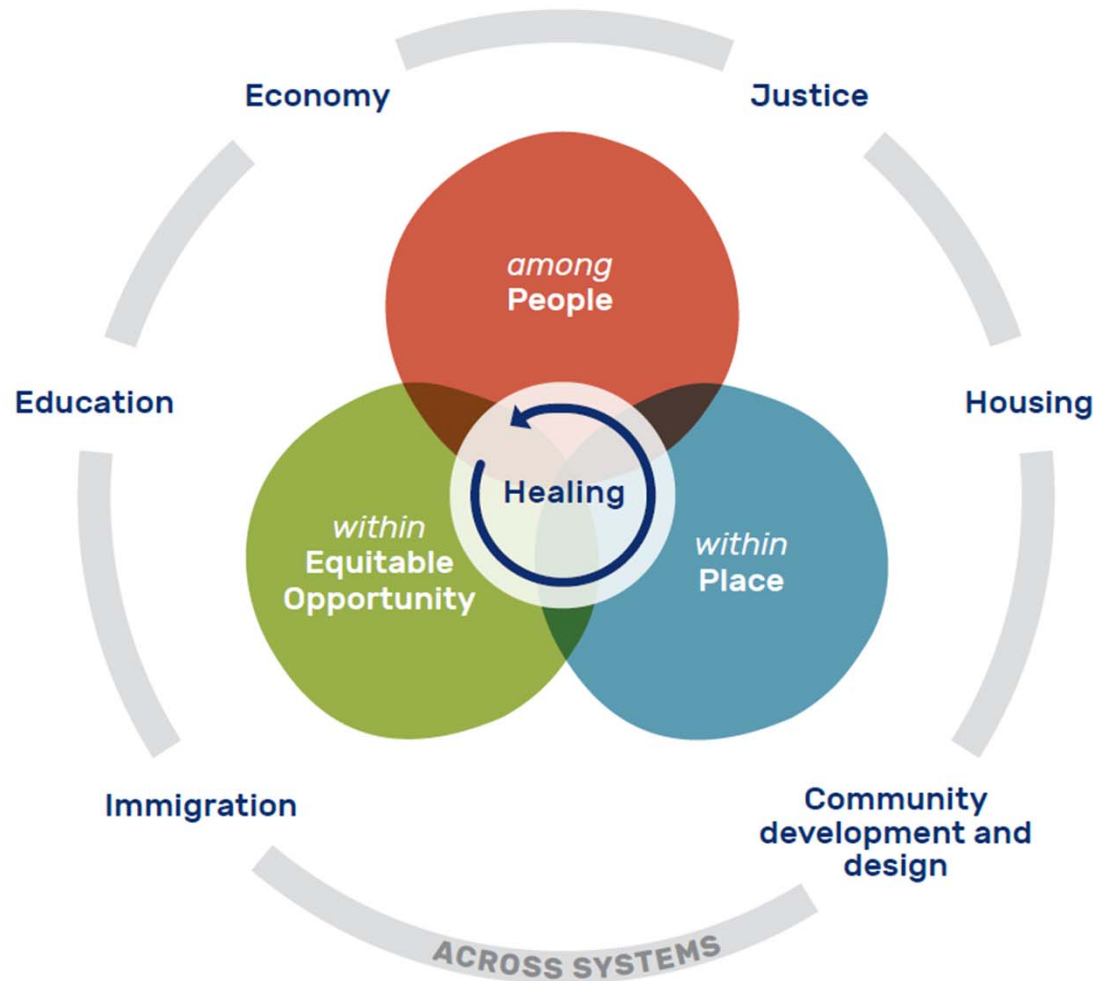 Economy
Justice
among
People
Education
Housing
Healing
within
Equitable
Opportunity
within
Place
Immigration
Community
development and
design
ACROSS SYSTEMS